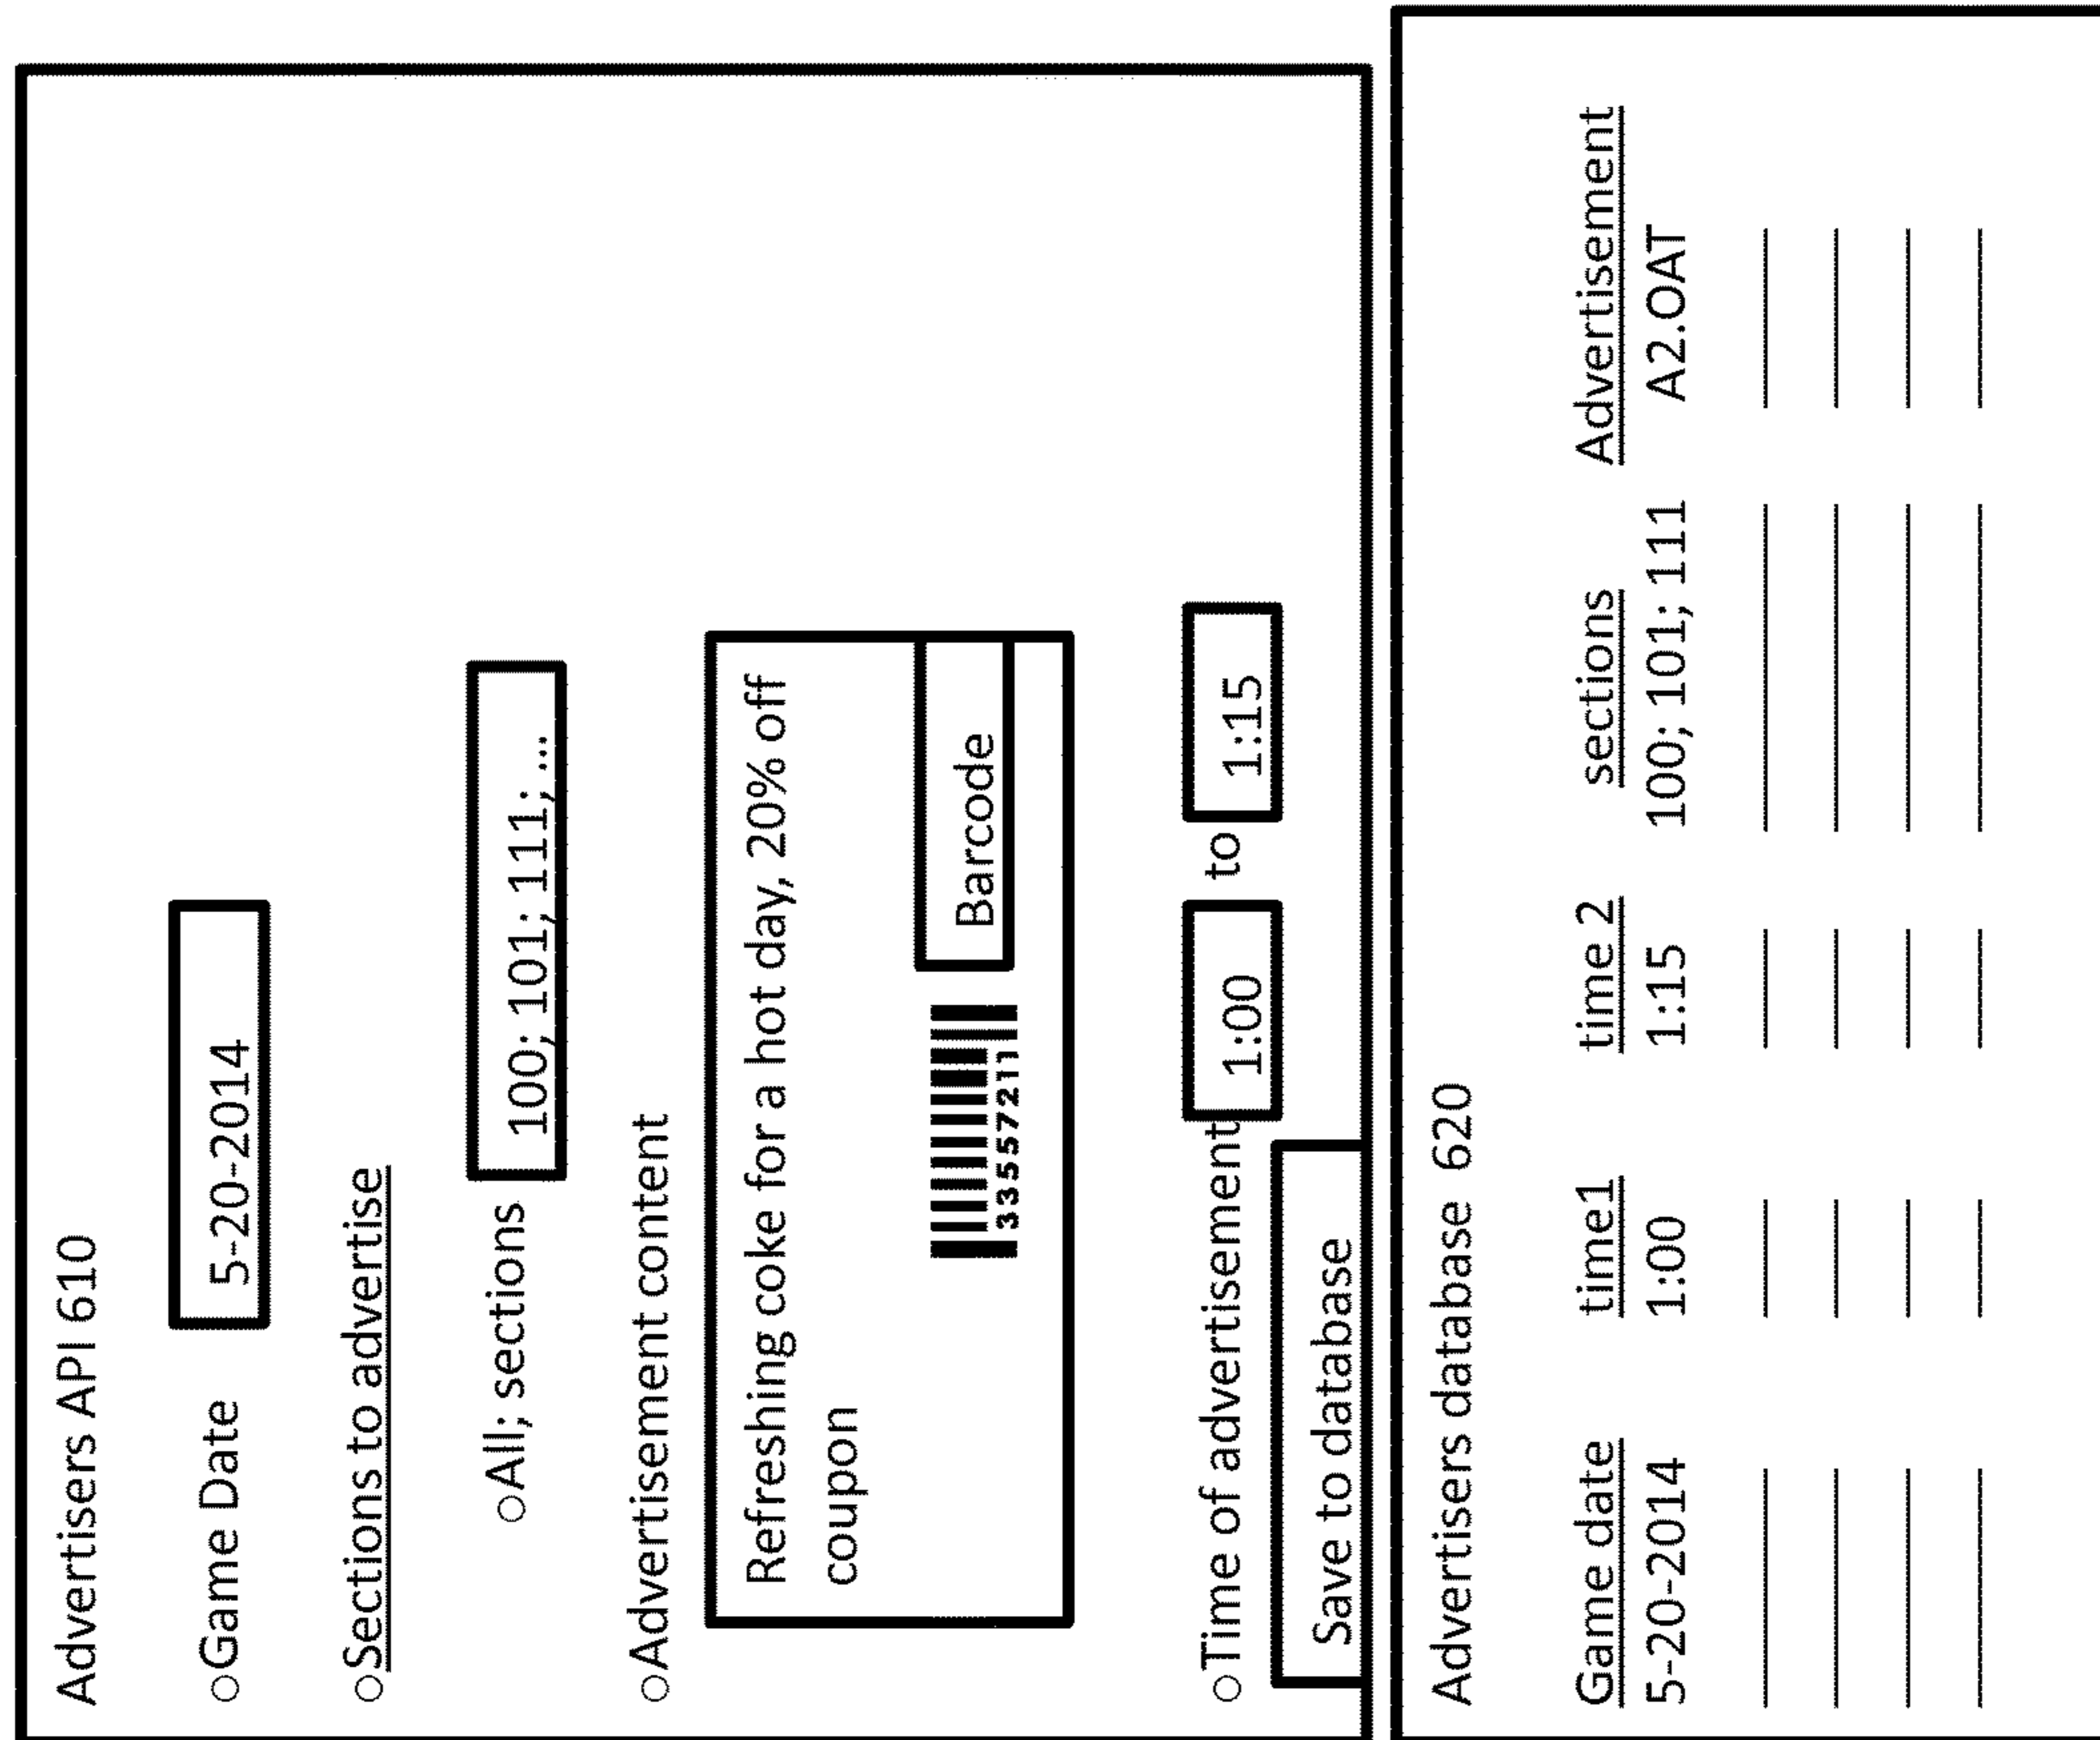 Advertisers API 610
○Game Date 5-20-2014
○Sections to advertise
○All; sections 100; 101; 111; ...
○Advertisement content
Refreshing coke for a hot day, 20% off
coupon
Barcode
33557211
○Time of advertisement 1:00 to 1:15
Save to database
Advertisers database 620
Game date time1 time 2 sections Advertisement
5-20-2014 1:00 1:15 100; 101; 111 A2.OAT